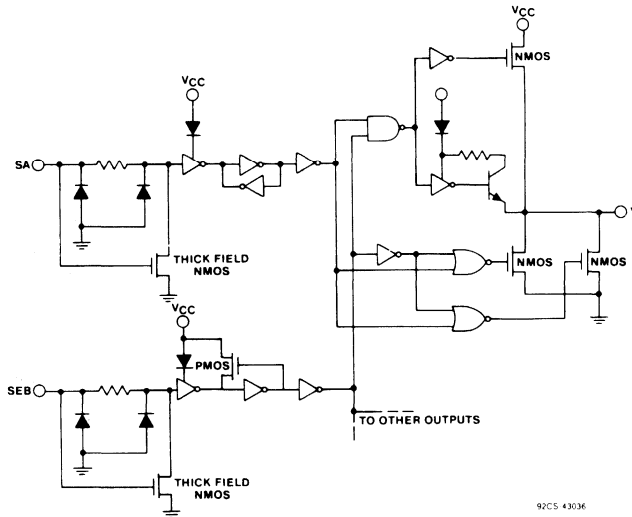 VCC
NMOS
VCC
SA
THICK FIELD
NMOS
NMOS
NMOS
VCC
PMOS
SEB
TO OTHER OUTPUTS
THICK FIELD
NMOS
92CS-43036